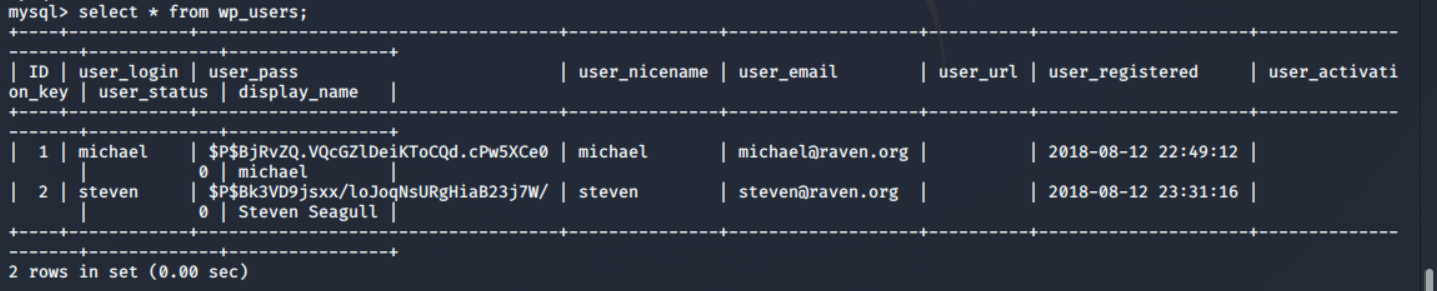 mysql> select * from wp_users;
+----+------------+------------------------------------+---------------+-------------------+----------+---------------------+--------------
-------+-------------+----------------+
| ID | user_login | user_pass                          | user_nicename | user_email        | user_url | user_registered     | user_activati
on_key | user_status | display_name   |
+----+------------+------------------------------------+---------------+-------------------+----------+---------------------+--------------
-------+-------------+----------------+
|  1 | michael    | $P$BjRvZQ.VQcGZlDeiKToCQd.cPw5XCe0 | michael       | michael@raven.org |          | 2018-08-12 22:49:12 |
       |           0 | michael        |
|  2 | steven     | $P$Bk3VD9jsxx/loJoqNsURgHiaB23j7W/ | steven        | steven@raven.org  |          | 2018-08-12 23:31:16 |
       |           0 | Steven Seagull |
+----+------------+------------------------------------+---------------+-------------------+----------+---------------------+--------------
-------+-------------+----------------+
2 rows in set (0.00 sec)